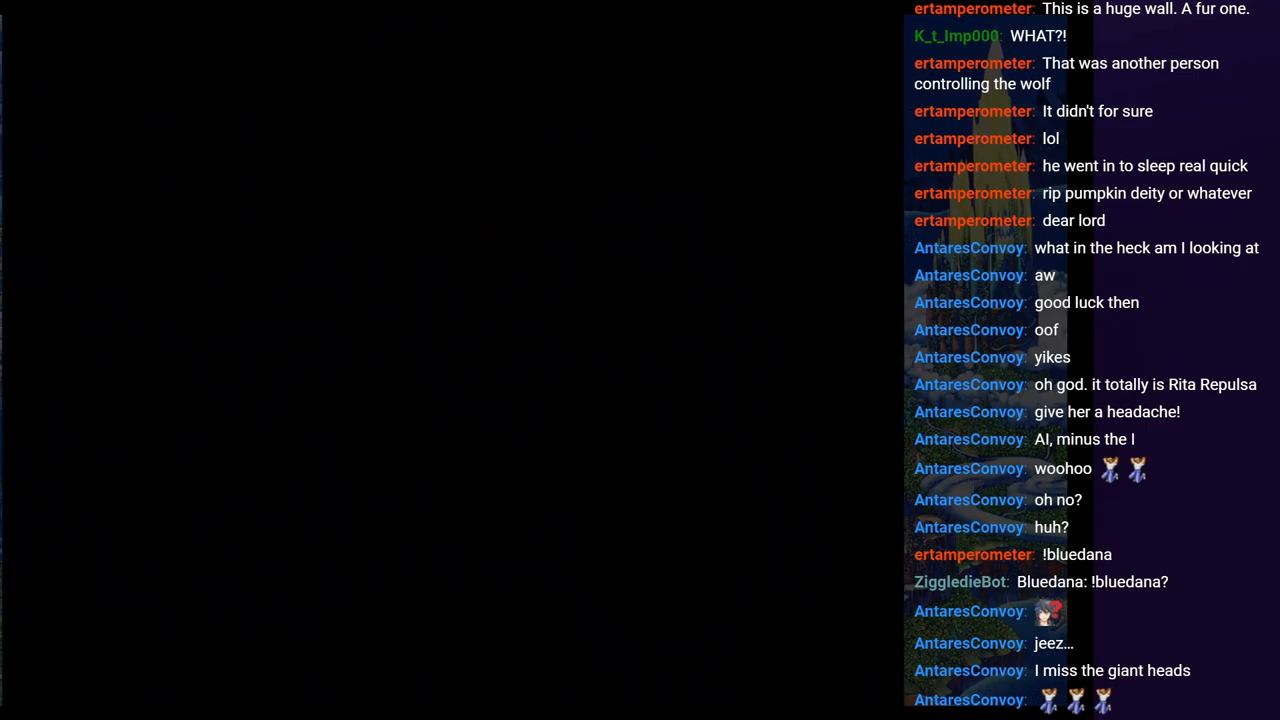 ertamperometer: This is a huge wall. A fur one.
K_t_Imp000: WHAT?!
ertamperometer: That was another person
controlling the wolf
ertamperometer: It didn't for sure
ertamperometer: lol
ertamperometer: he went in to sleep real quick
ertamperometer: rip pumpkin deity or whatever
ertamperometer: dear lord
AntaresConvoy: what in the heck am I looking at
AntaresConvoy: aw
AntaresConvoy: good luck then
AntaresConvoy: oof
AntaresConvoy: yikes
AntaresConvoy: oh god. it totally is Rita Repulsa
AntaresConvoy: give her a headache!
AntaresConvoy: AI, minus the I
AntaresConvoy: woohoo
AntaresConvoy: oh no?
AntaresConvoy: huh?
ertamperometer: !bluedana
ZiggledieBot: Bluedana: !bluedana?
AntaresConvoy:
AntaresConvoy: jeez...
AntaresConvoy: I miss the giant heads
AntaresConvoy: